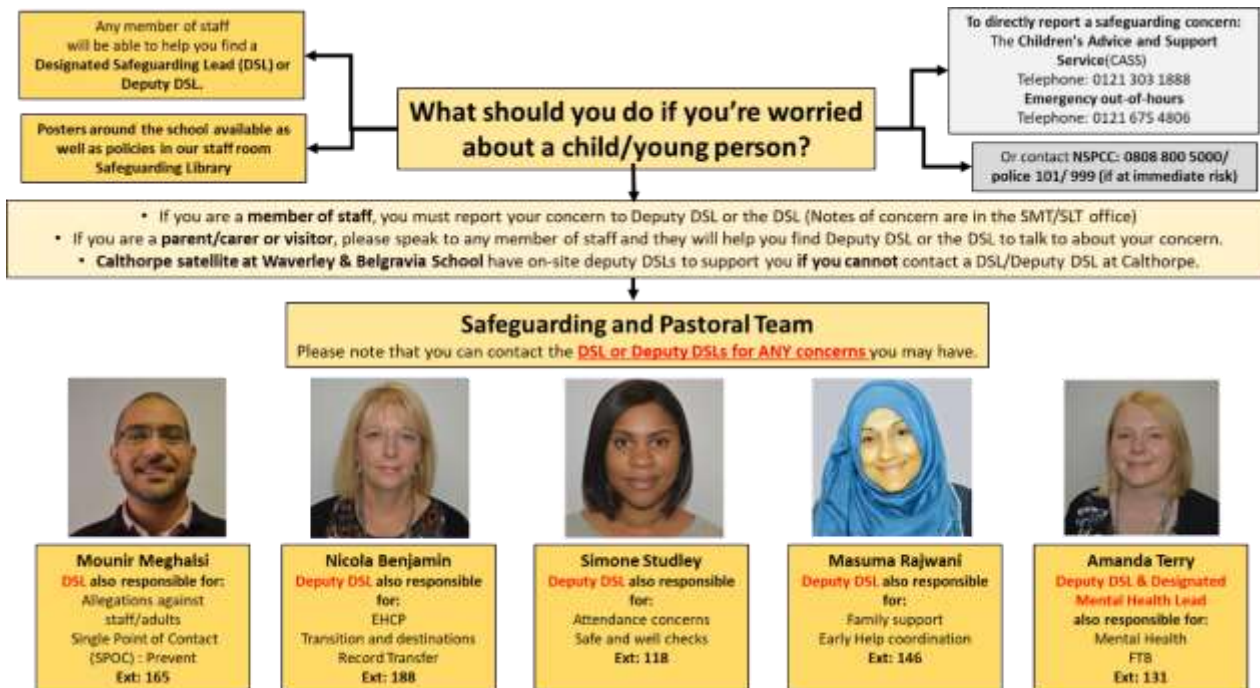 Any member of staff
will be able to help you find a
Designated Safeguarding Lead (DSL) or
Deputy DSL.
Posters around the school available as
well as policies in our staff room
Safeguarding Library
What should you do if you're worried
about a child/young person?
To directly report a safeguarding concern:
The Children's Advice and Support
Service(CASS)
Telephone: 0121 303 1888
Emergency out-of-hours
Telephone: 0121 675 4806
Or contact NSPCC: 0808 800 5000/
police 101/ 999 (if at immediate risk)
• If you are a member of staff, you must report your concern to Deputy DSL or the DSL (Notes of concern are in the SMT/SLT office)
• If you are a parent/carer or visitor, please speak to any member of staff and they will help you find Deputy DSL or the DSL to talk to about your concern.
• Calthorpe satellite at Waverley & Belgravia School have on-site deputy DSLs to support you if you cannot contact a DSL/Deputy DSL at Calthorpe.
Safeguarding and Pastoral Team
Please note that you can contact the DSL or Deputy DSLs for ANY concerns you may have.
Mounir Meghalsi
DSL also responsible for:
Allegations against
staff/adults
Single Point of Contact
(SPOC) : Prevent
Ext: 165
Nicola Benjamin
Deputy DSL also responsible
for:
EHCP
Transition and destinations
Record Transfer
Ext: 188
Simone Studley
Deputy DSL also responsible
for:
Attendance concerns
Safe and well checks
Ext: 118
Masuma Rajwani
Deputy DSL also responsible
for:
Family support
Early Help coordination
Ext: 146
Amanda Terry
Deputy DSL & Designated
Mental Health Lead
also responsible for:
Mental Health
FTB
Ext: 131